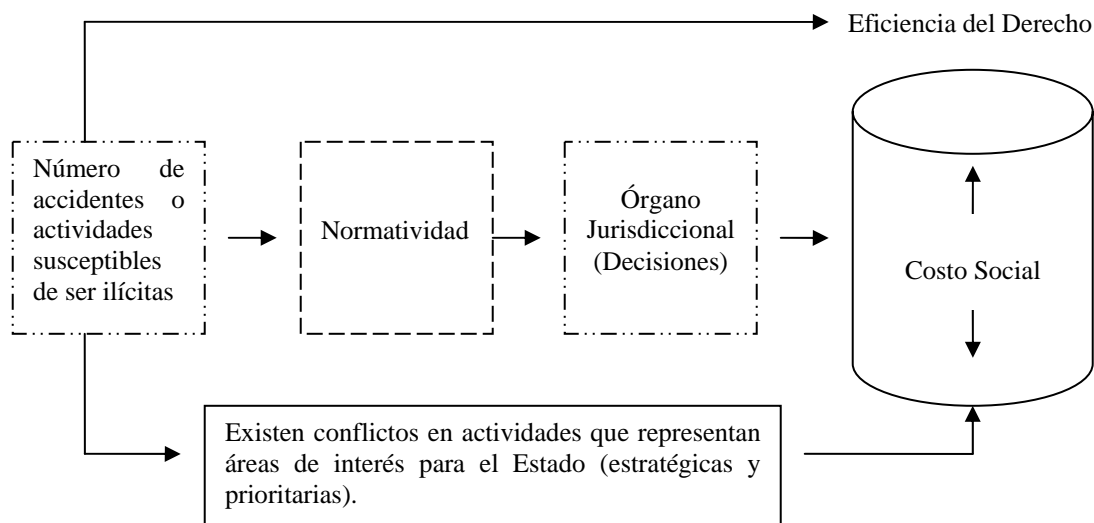 Eficiencia del Derecho
Número de
accidentes o
actividades
susceptibles
de ser ilícitas
Normatividad
Órgano
Jurisdiccional
(Decisiones)
Costo Social
Existen conflictos en actividades que representan
áreas de interés para el Estado (estratégicas y
prioritarias).